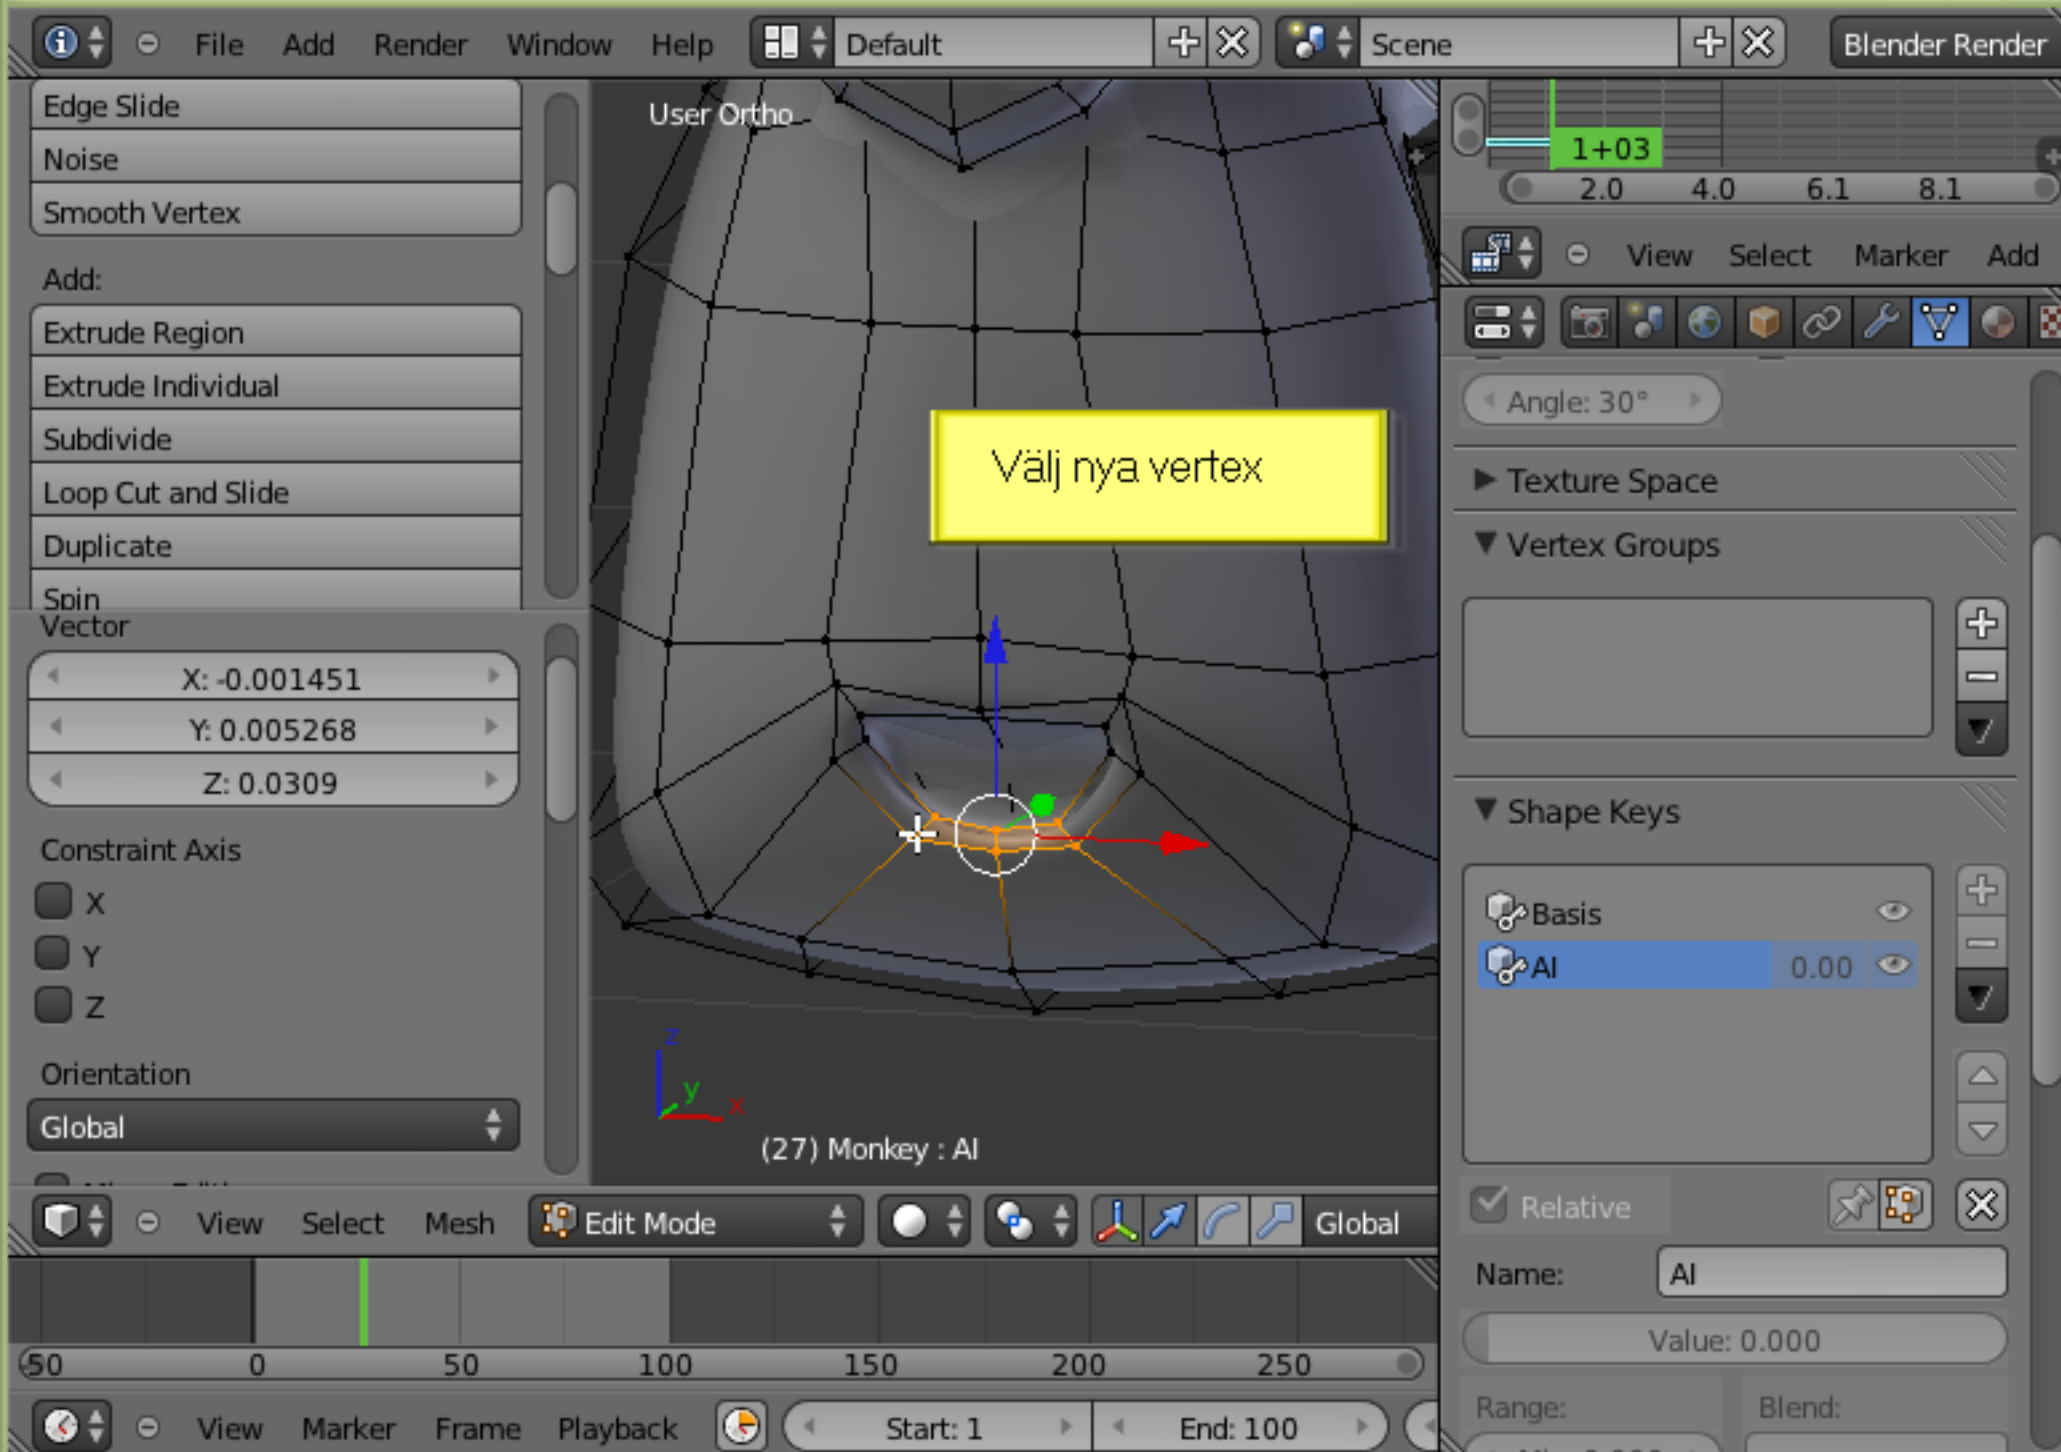 File Add Render Window Help Default Scene Blender Render
Edge Slide
Noise
Smooth Vertex
Add:
Extrude Region
Extrude Individual
Subdivide
Loop Cut and Slide
Duplicate
Spin
Vector
X: -0.001451
Y: 0.005268
Z: 0.0309
Constraint Axis
X
Y
Z
Orientation
Global
User Ortho
Välj nya vertex
z
y
x
(27) Monkey : AI
View Select Mesh Edit Mode Global
-50 0 50 100 150 200 250
View Marker Frame Playback Start: 1 End: 100
1+03
2.0 4.0 6.1 8.1
View Select Marker Add
Angle: 30°
Texture Space
Vertex Groups
Shape Keys
Basis
AI 0.00
Relative
Name: AI
Value: 0.000
Range: Blend: